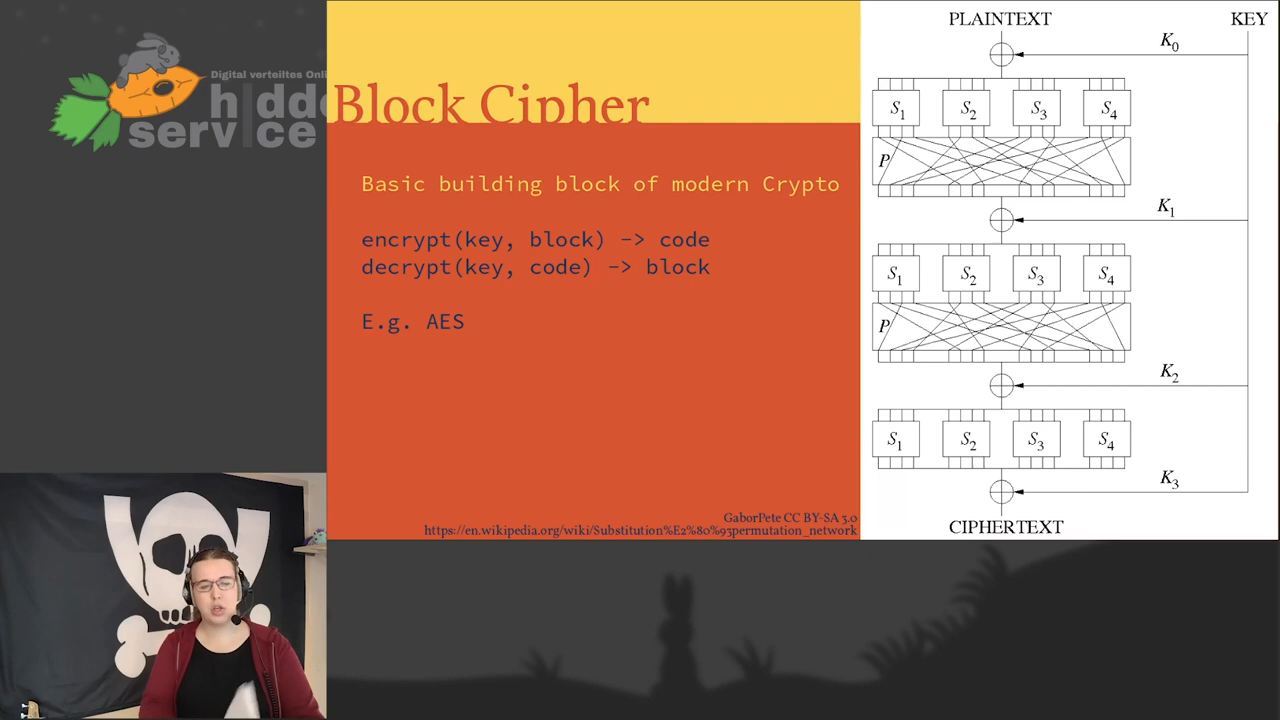 Digital verteiltes Onli
h|dde
serv|ce
Block Cipher
Basic building block of modern Crypto
encrypt(key, block) -> code
decrypt(key, code) -> block
E.g. AES
GaborPete CC BY-SA 3.0
https://en.wikipedia.org/wiki/Substitution%E2%80%93permutation_network
PLAINTEXT KEY
K0
S1 S2 S3 S4
P
K1
S1 S2 S3 S4
P
K2
S1 S2 S3 S4
K3
CIPHERTEXT